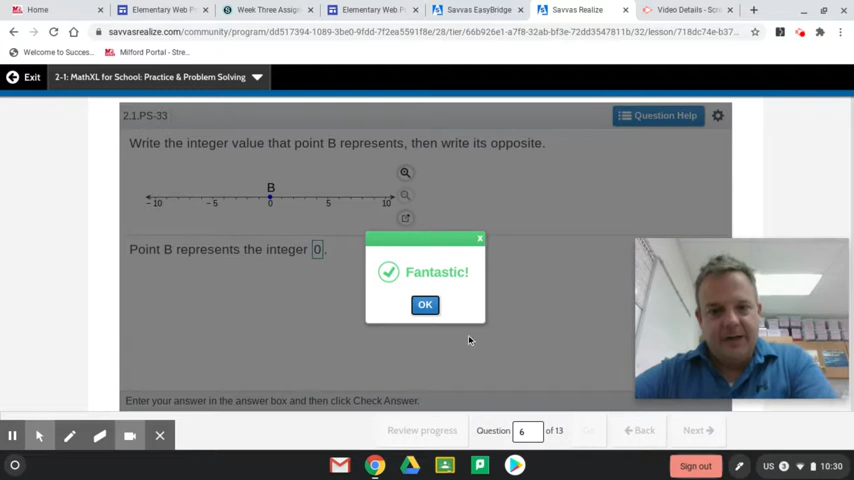 Home
Elementary Web P
Week Three Assign
Elementary Web P
Savvas EasyBridge
Savvas Realize
Video Details - Scre
savvasrealize.com/community/program/dd517394-1089-3be0-9fdd-7f2ea5591f8e/28/tier/66b926e1-4f2f-32ab-bf3e-72dd3547811b/32/lesson/718dc74e-b37...
Welcome to Succes...
Milford Portal - Stre...
Exit
2-1: MathXL for School: Practice & Problem Solving
2.1.PS-33
Question Help
Write the integer value that point B represents, then write its opposite.
B
-10
-5
0
5
10
Point B represents the integer 0.
x
Fantastic!
OK
Enter your answer in the answer box and then click Check Answer.
Review progress
Question 6 of 13
Go
Back
Next
Sign out
US
3
10:30